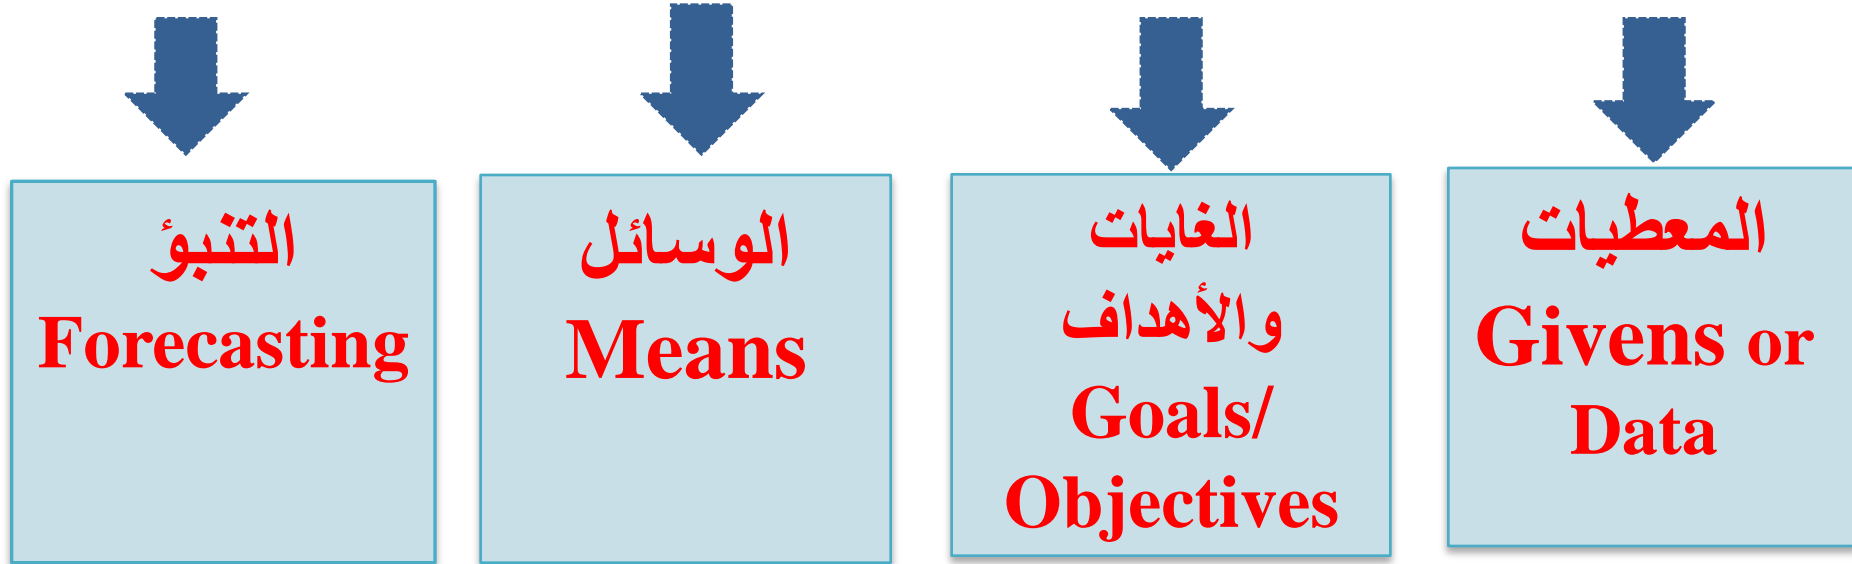 المعطيات
Givens or
Data
الغايات
والأهداف
Goals/
Objectives
الوسائل
Means
التنبؤ
Forecasting